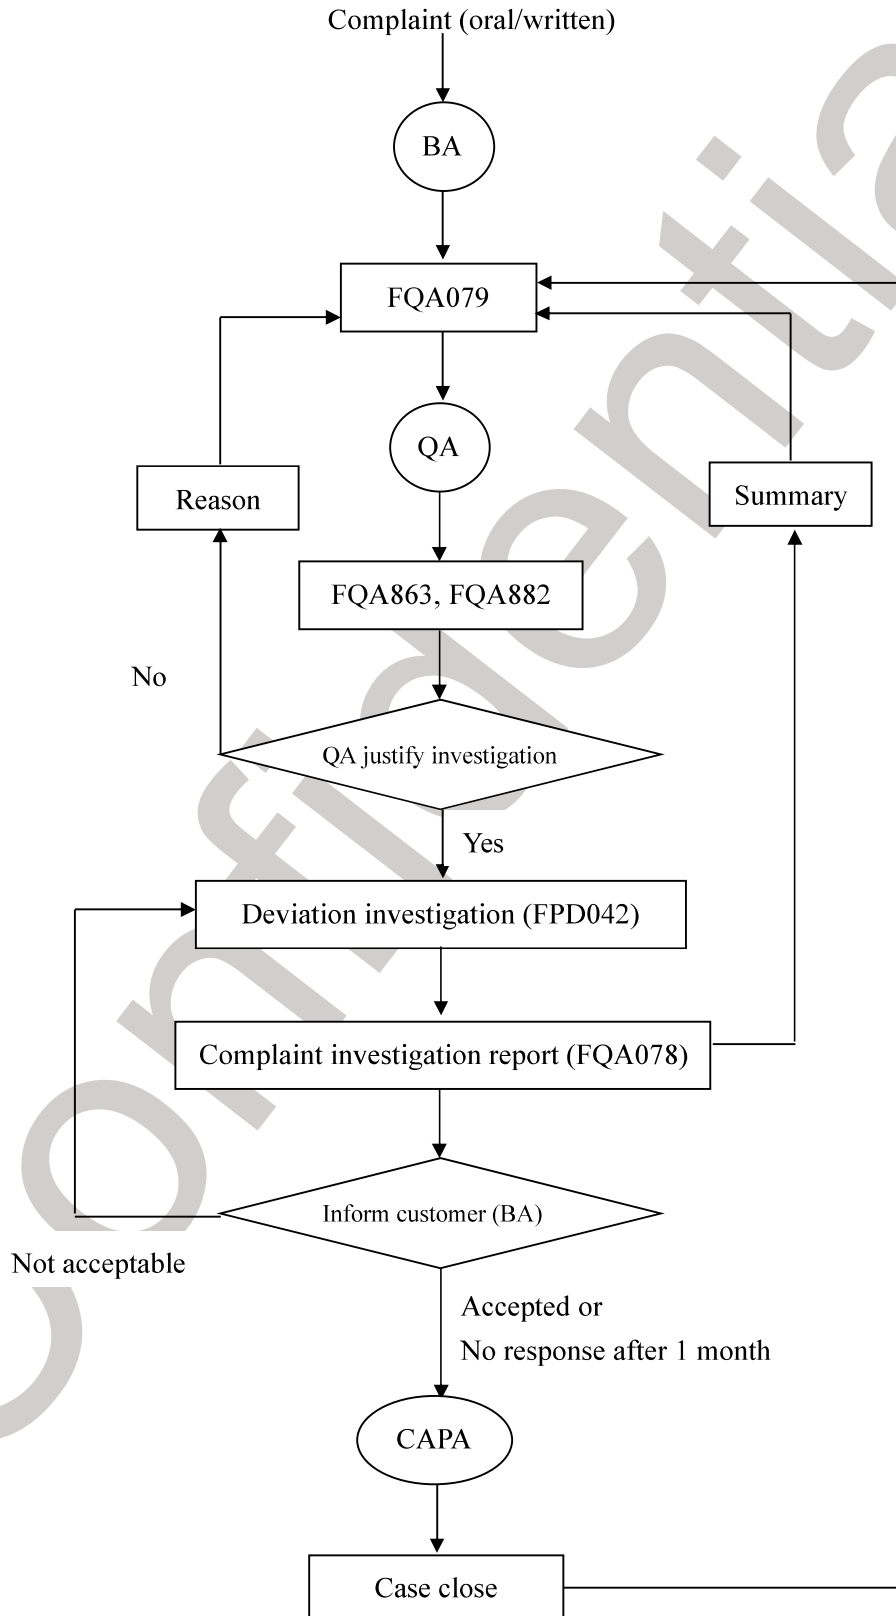 Complaint (oral/written)
BA
FQA079
QA
Reason
Summary
FQA863, FQA882
No
QA justify investigation
Yes
Deviation investigation (FPD042)
Complaint investigation report (FQA078)
Inform customer (BA)
Not acceptable
Accepted or
No response after 1 month
CAPA
Case close
Confidentia